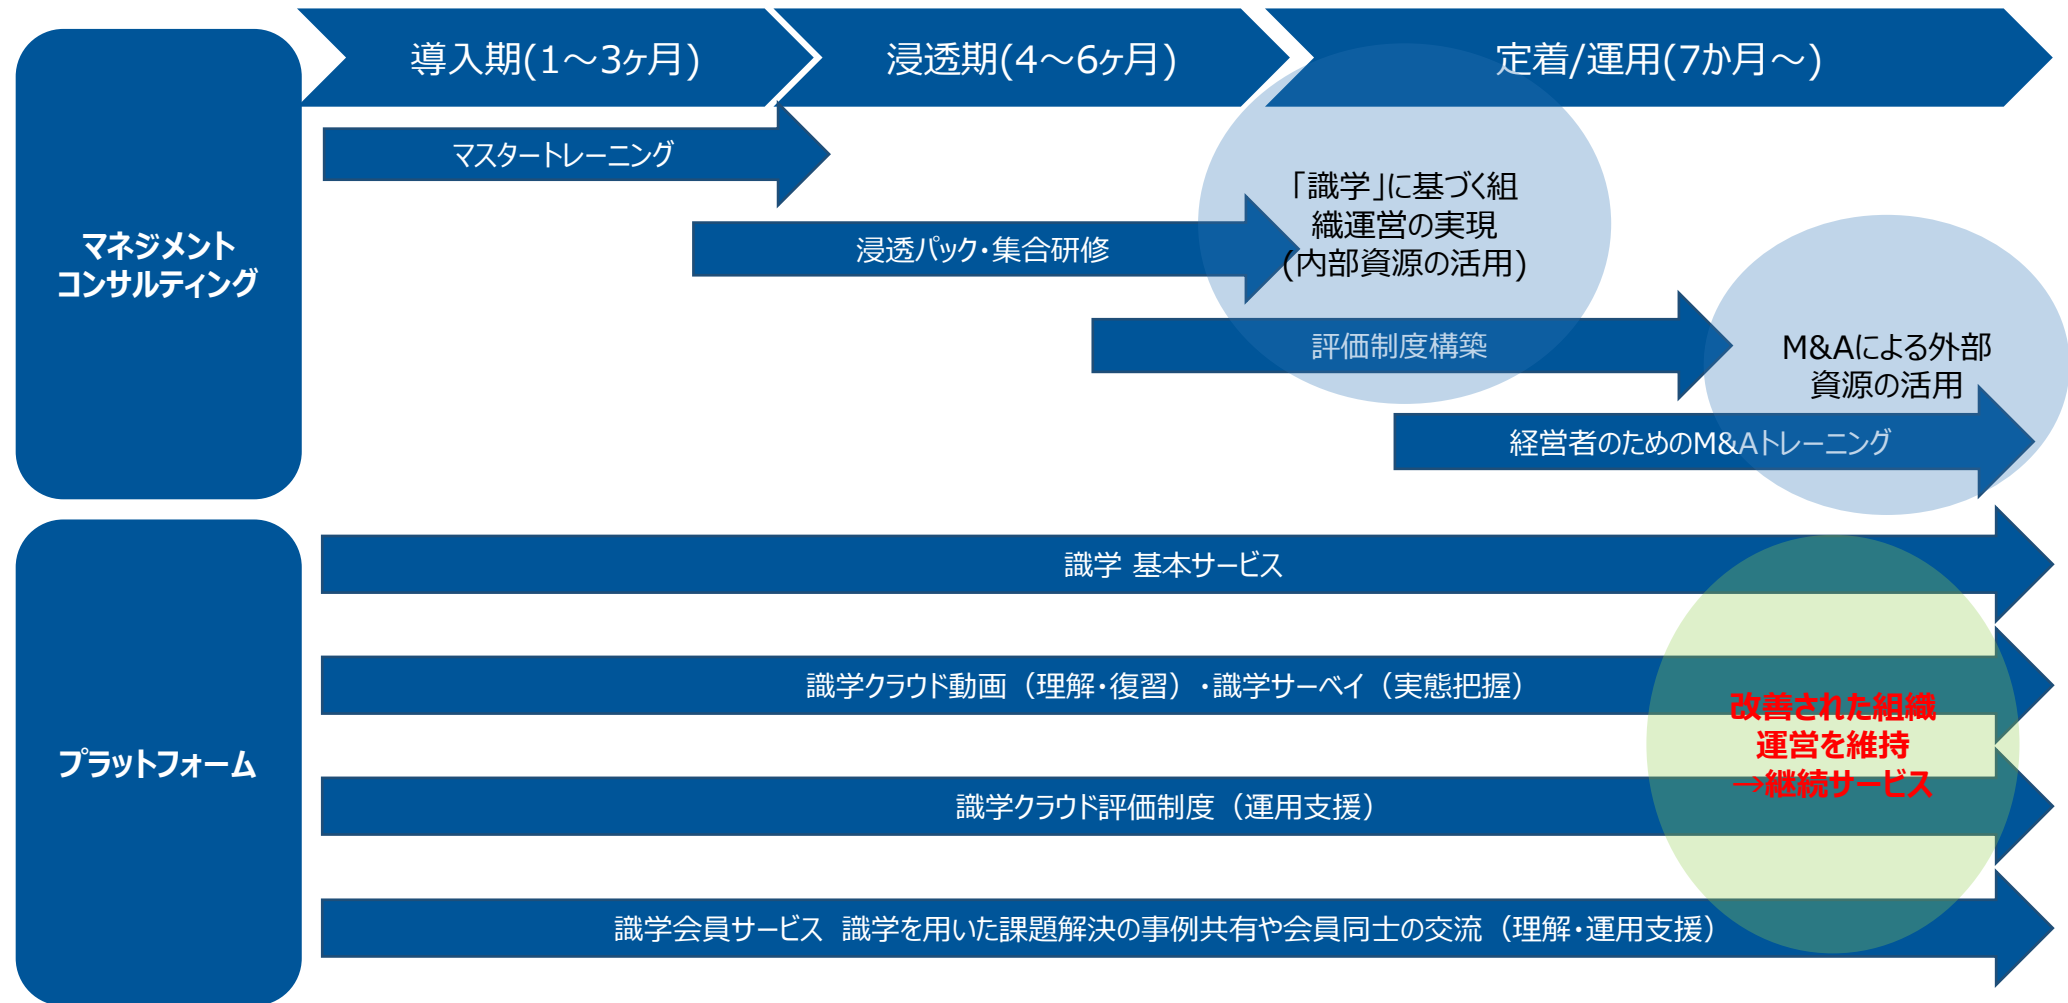 導入期(1～3ヶ月)
浸透期(4～6ヶ月)
定着/運用(7か月～)
マネジメント
コンサルティング
マスタートレーニング
浸透パック・集合研修
「識学」に基づく組
織運営の実現
(内部資源の活用)
評価制度構築
M&Aによる外部
資源の活用
経営者のためのM&Aトレーニング
プラットフォーム
識学 基本サービス
識学クラウド動画（理解・復習）・識学サーベイ（実態把握）
識学クラウド評価制度（運用支援）
識学会員サービス 識学を用いた課題解決の事例共有や会員同士の交流（理解・運用支援）
改善された組織
運営を維持
→継続サービス